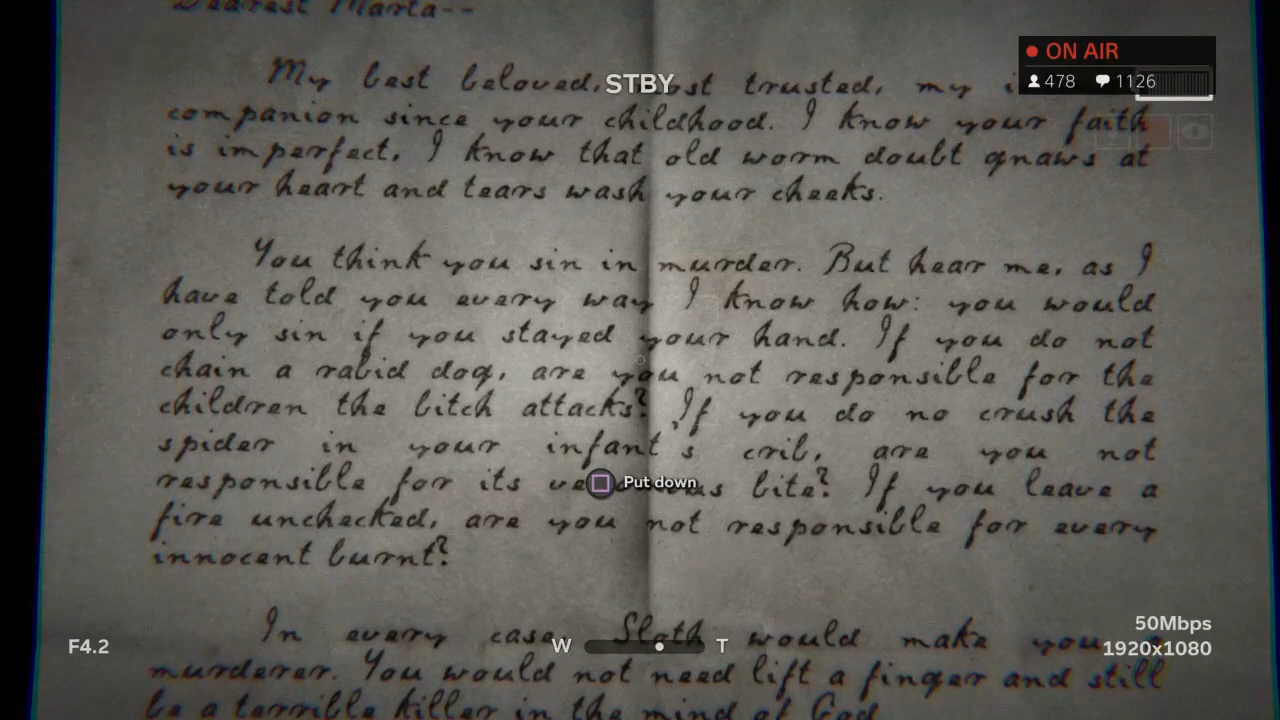 Dearest Marta--
ON AIR
478 1126
My best beloved, most trusted, my
STBY
companion since your childhood. I know your faith
is imperfect, I know that old worm doubt gnaws at
your heart and tears wash your cheeks.
You think you sin in murder. But hear me, as I
have told you every way I know how: you would
only sin if you stayed your hand. If you do not
chain a rabid dog, are you not responsible for the
children the bitch attacks? If you do no crush the
spider in your infant's crib, are you not
responsible for its bite? If you leave a
Put down
fire unchecked, are you not responsible for every
innocent burnt?
In every case Sloth would make you a
F4.2
W T
50Mbps
1920x1080
murderer. You would not need lift a finger and still
be a terrible killer in the mind of God